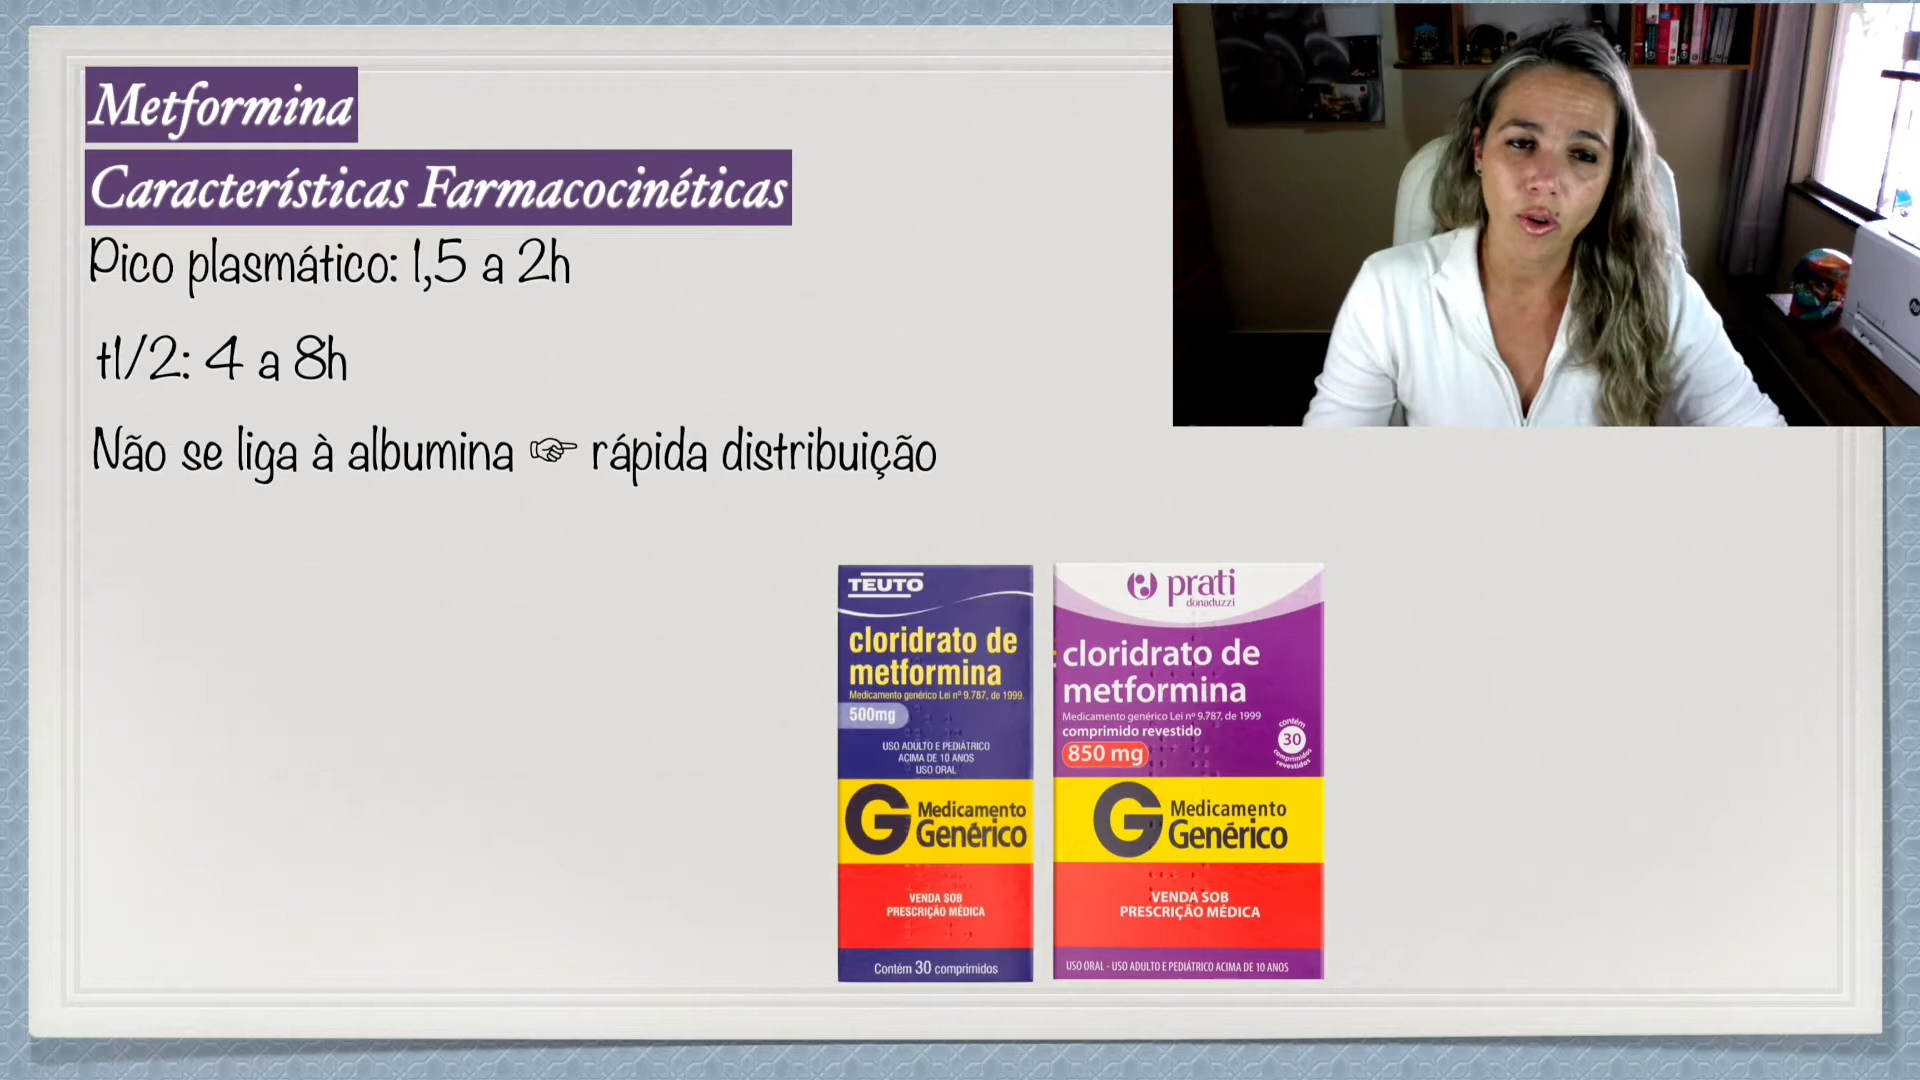 Metformina
Características Farmacocinéticas
Pico plasmático: 1,5 a 2h
t1/2: 4 a 8h
Não se liga à albumina ☞ rápida distribuição
TEUTO
cloridrato de
metformina
Medicamento genérico Lei nº 9.787, de 1999.
500mg
USO ADULTO E PEDIÁTRICO
ACIMA DE 10 ANOS
USO ORAL
G Medicamento
Genérico
VENDA SOB
PRESCRIÇÃO MÉDICA
Contém 30 comprimidos
prati
donaduzzi
cloridrato de
metformina
Medicamento genérico Lei nº 9.787, de 1999
comprimido revestido
850 mg
contém
30
comprimidos
revestidos
G Medicamento
Genérico
VENDA SOB
PRESCRIÇÃO MÉDICA
USO ORAL - USO ADULTO E PEDIÁTRICO ACIMA DE 10 ANOS